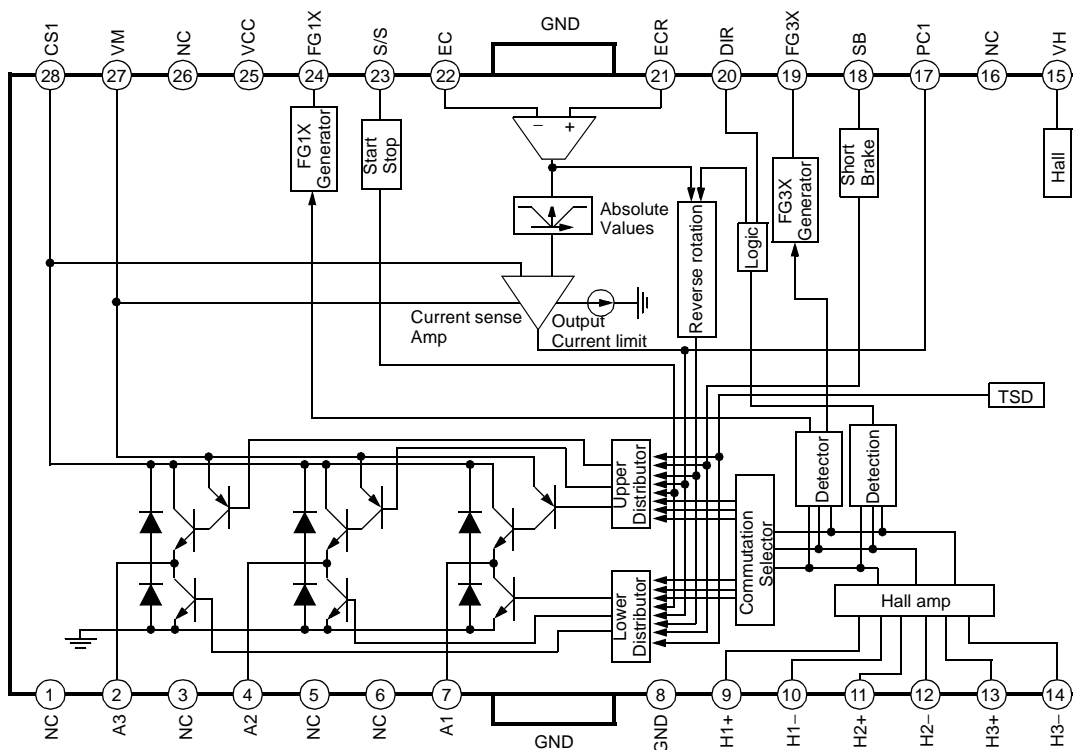 CS1
VM
NC
VCC
FG1X
S/S
EC
GND
ECR
DIR
FG3X
SB
PC1
NC
VH
28
27
26
25
24
23
22
21
20
19
18
17
16
15
FG1X
Generator
Start
Stop
− +
Absolute
Values
Reverse rotation
Logic
FG3X
Generator
Short
Brake
Hall
Current sense
Amp
Output
Current limit
TSD
Upper
Distributor
Lower
Distributor
Commutation
Selector
Detector
Detection
Hall amp
1
2
3
4
5
6
7
8
9
10
11
12
13
14
NC
A3
NC
A2
NC
NC
A1
GND
GND
H1+
H1−
H2+
H2−
H3+
H3−